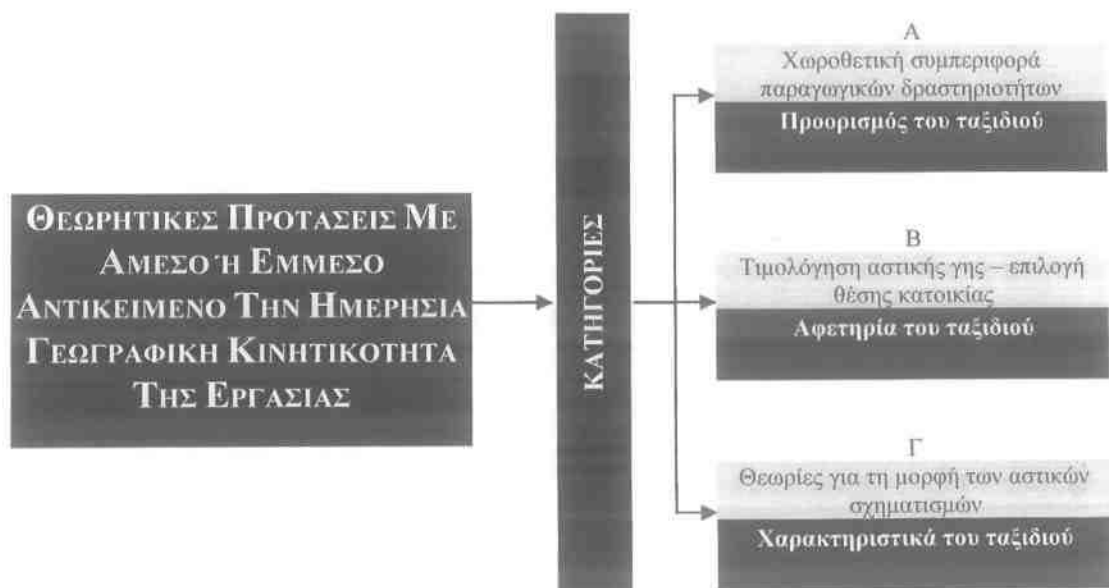 ΘΕΩΡΗΤΙΚΕΣ ΠΡΟΤΑΣΕΙΣ ΜΕ
ΑΜΕΣΟ Ή ΕΜΜΕΣΟ
ΑΝΤΙΚΕΙΜΕΝΟ ΤΗΝ ΗΜΕΡΗΣΙΑ
ΓΕΩΓΡΑΦΙΚΗ ΚΙΝΗΤΙΚΟΤΗΤΑ
ΤΗΣ ΕΡΓΑΣΙΑΣ
ΚΑΤΗΓΟΡΙΕΣ
Α
Χωροθετική συμπεριφορά
παραγωγικών δραστηριοτήτων
Προορισμός του ταξιδιού
Β
Τιμολόγηση αστικής γης – επιλογή
θέσης κατοικίας
Αφετηρία του ταξιδιού
Γ
Θεωρίες για τη μορφή των αστικών
σχηματισμών
Χαρακτηριστικά του ταξιδιού